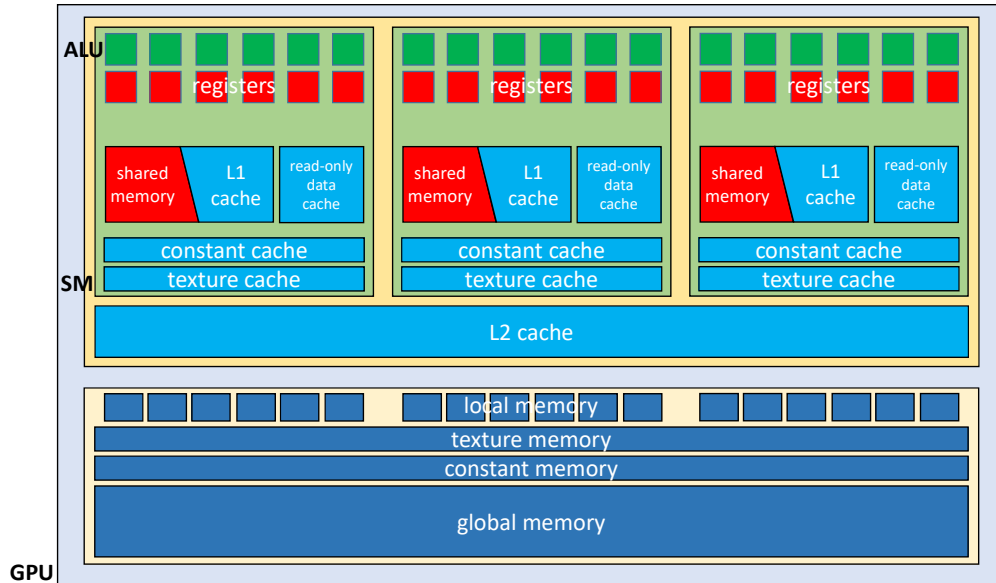 ALU
registers
registers
registers
shared
memory
L1
cache
read-only
data
cache
shared
memory
L1
cache
read-only
data
cache
shared
memory
L1
cache
read-only
data
cache
constant cache
constant cache
constant cache
texture cache
texture cache
texture cache
SM
L2 cache
local memory
texture memory
constant memory
global memory
GPU